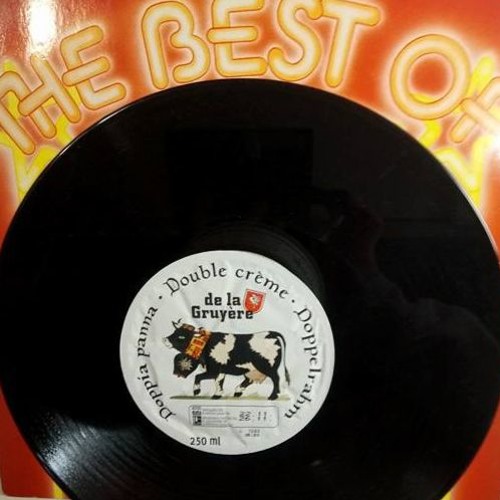 THE BEST OF
Doppia panna · Double crème · Doppelrahm
de la
Gruyère
250 ml